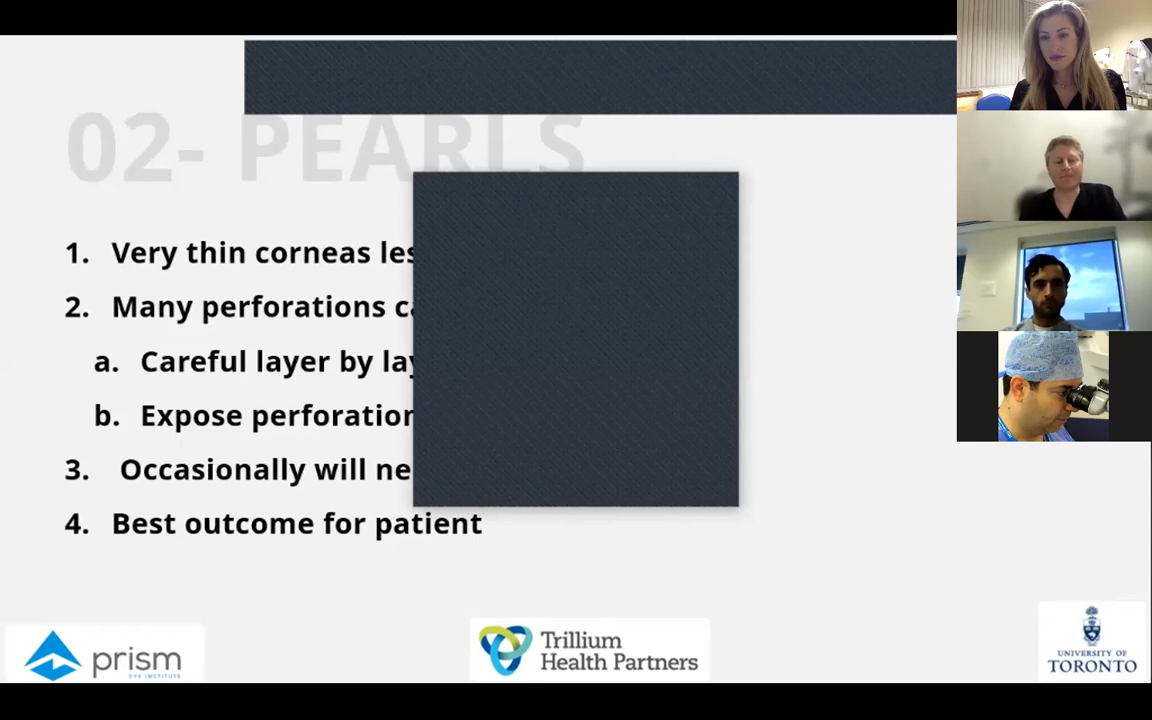 02- PEARLS
1. Very thin corneas les
2. Many perforations ca
a. Careful layer by lay
b. Expose perforation
3. Occasionally will ne
4. Best outcome for patient
prism
EYE INSTITUTE
Trillium
Health Partners
UNIVERSITY OF
TORONTO